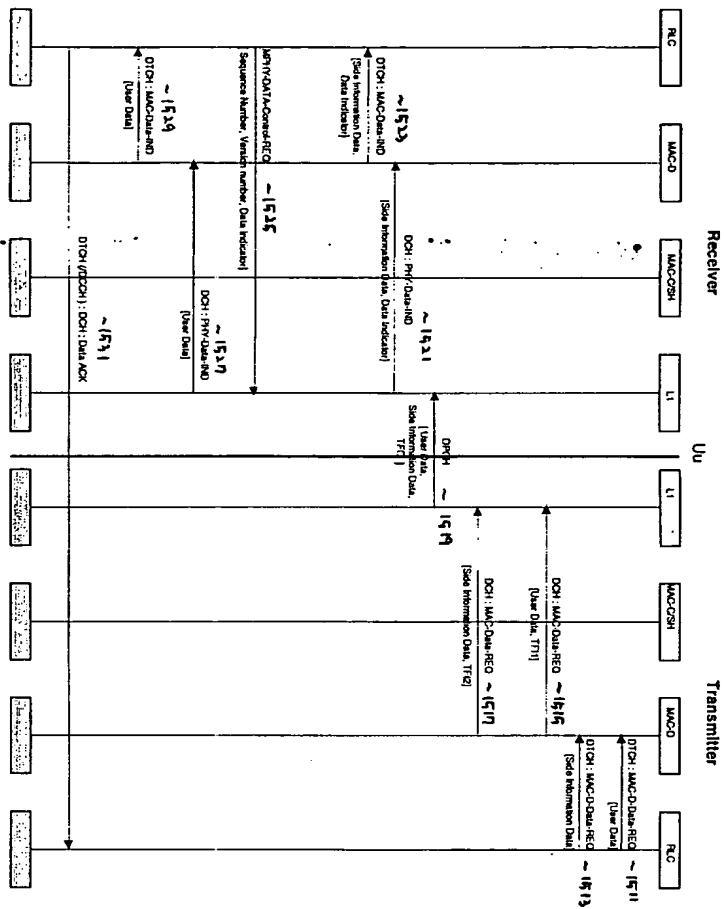 Receiver
Uu
Transmitter
RLC
MAC-D
MAC-C/SH
L1
L1
MAC-C/SH
MAC-D
RLC
DTCH : MAC-D-Data-REQ ~1511
[User Data]
DTCH : MAC-D-Data-REQ ~1513
[Side Information Data]
DCH : MAC-Data-REQ ~1515
[User Data, TFI1]
DCH : MAC-Data-REQ ~1517
[Side Information Data, TFI2]
DPCH ~1519
[User Data,
Side Information Data,
TFCI]
DCH : PHY-Data-IND ~1521
[Side Information Data, Data Indicator]
~1523
DTCH : MAC-Data-IND
[Side Information Data,
Data Indicator]
MPHY-DATA-Control-REQ ~1525
Sequence Number, Version number, Data Indicator]
~1527
DCH : PHY-Data-IND
[User Data]
~1529
DTCH : MAC-Data-IND
[User Data]
~1531
DTCH (/DCCH) : DCH : Data ACK